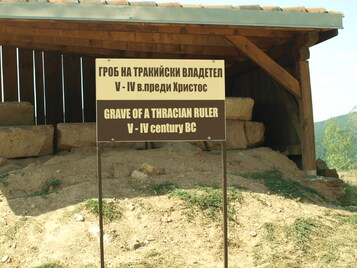 ГРОБ НА ТРАКИЙСКИ ВЛАДЕТЕЛ
V - IV в.преди Христос
GRAVE OF A THRACIAN RULER
V - IV century BC